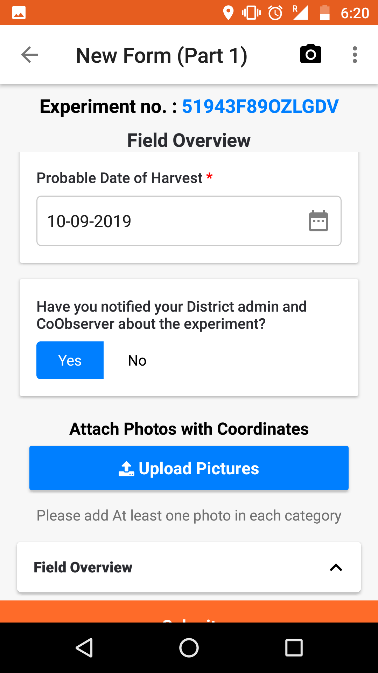 6:20
New Form (Part 1)
Experiment no. : 51943F89OZLGDV
Field Overview
Probable Date of Harvest *
10-09-2019
Have you notified your District admin and
CoObserver about the experiment?
Yes No
Attach Photos with Coordinates
Upload Pictures
Please add At least one photo in each category
Field Overview